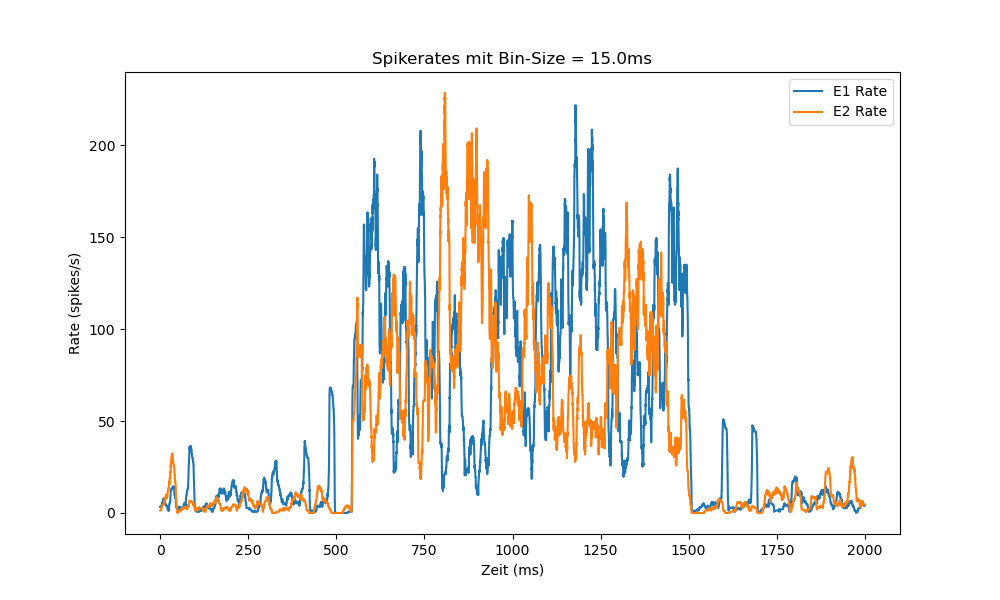 Spikerates mit Bin-Size = 15.0ms
E1 Rate
E2 Rate
Rate (spikes/s)
200
150
100
50
0
0 250 500 750 1000 1250 1500 1750 2000
Zeit (ms)